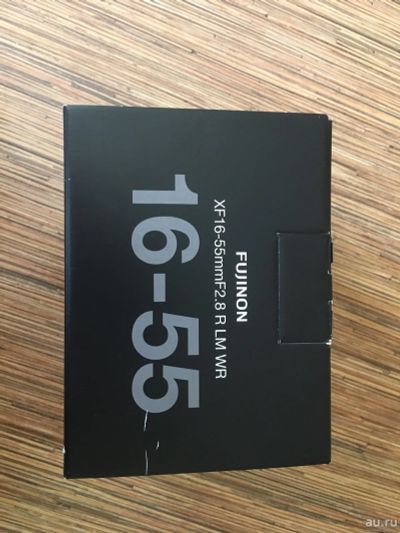 FUJINON
XF16-55mmF2.8 R LM WR
16-55
au.ru